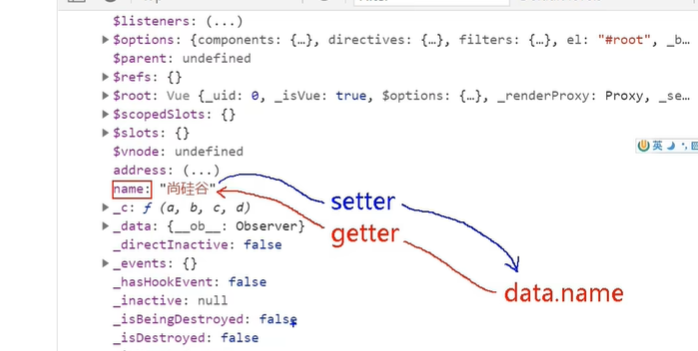 $listeners: (...)
▶ $options: {components: {…}, directives: {…}, filters: {…}, el: "#root", _b…
$parent: undefined
▶ $refs: {}
▶ $root: Vue {_uid: 0, _isVue: true, $options: {…}, _renderProxy: Proxy, _se…
▶ $scopedSlots: {}
▶ $slots: {}
$vnode: undefined
英
address: (...)
name: "尚硅谷"
setter
▶ _c: ƒ (a, b, c, d)
▶ _data: {__ob__: Observer}
getter
_directInactive: false
▶ _events: {}
_hasHookEvent: false
data.name
_inactive: null
_isBeingDestroyed: false
_isDestroyed: false